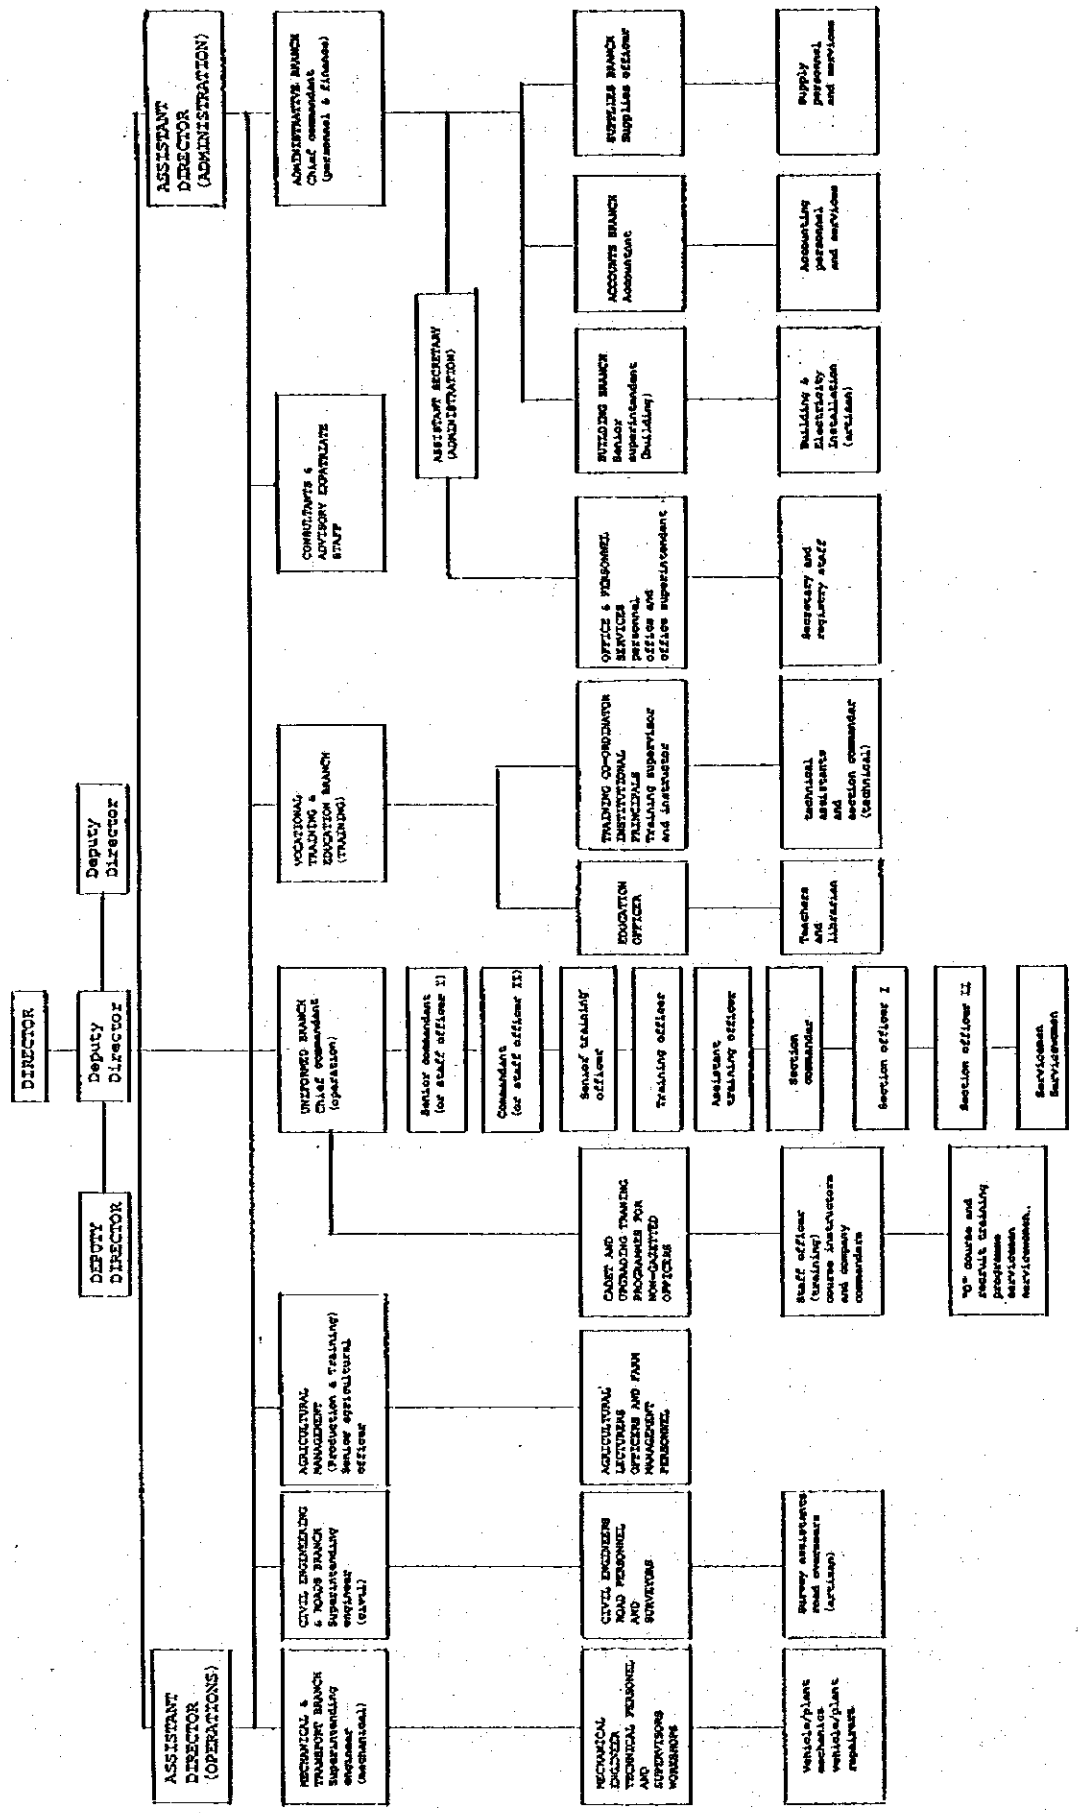 DIRECTOR
DEPUTY
DIRECTOR
Deputy
Director
Deputy
Director
ASSISTANT
DIRECTOR
(OPERATIONS)
ASSISTANT
DIRECTOR
(ADMINISTRATION)
MECHANICAL &
TRANSPORT BRANCH
Superintending
engineer
(mechanical)
CIVIL ENGINEERING
& ROADS BRANCH
Superintending
engineer
(civil)
AGRICULTURAL
MANAGEMENT
(Production & Training)
Senior agricultural
officer
UNIFORMED BRANCH
Chief commandant
(operation)
VOCATIONAL
TRAINING &
EDUCATION BRANCH
(TRAINING)
CONSULTANTS &
ADVISORY EXPATRIATE
STAFF
ADMINISTRATIVE BRANCH
Chief commandant
(personnel & finance)
Senior commandant
(or staff officer I)
Commandant
(or staff officer II)
ASSISTANT SECRETARY
(ADMINISTRATION)
MECHANICAL
ENGINEER
TECHNICAL PERSONEL
AND
SUPERVISORS
WORKSHOPS
CIVIL ENGINEERS
ROAD PERSONNEL
AND
SURVEYORS
AGRICULTURAL
LECTURERS
OFFICERS AND FARM
MANAGEMENT
PERSONNEL
CADET AND
UPGRADING TRANING
PROGRAMMES FOR
NON-GAZETTED
OFFICERS
Senior training
officer
Training officer
Assistant
training officer
Section
commander
Section officer I
Section officer II
Servicemen
Servicewomen
EDUCATION
OFFICER
TRAINING CO-ORDINATOR
INSTITUTIONAL
PRINCIPALS
Training supervisor
and instructor
OFFICE & PERSONNEL
SERVICES
personnel
office and
office superintendent
BUILDING BRANCH
Senior
superintendent
(building)
ACCOUNTS BRANCH
Accountant
SUPPLIES BRANCH
Supplies officer
Vehicle/plant
mechanics
vehicle/plant
repairers
Survey assistants
road overseers
(artisan)
Staff officer
(training)
course instructors
and company
commanders
"O" course and
recruit training
programme
servicemen
servicewomen..
Teachers
and
librarian
technical
assistants
and
section commander
(technical)
Secretary and
registry staff
Building &
Electricity
Installation
(artisan)
Accounting
personnel
and services
Supply
personnel
and services